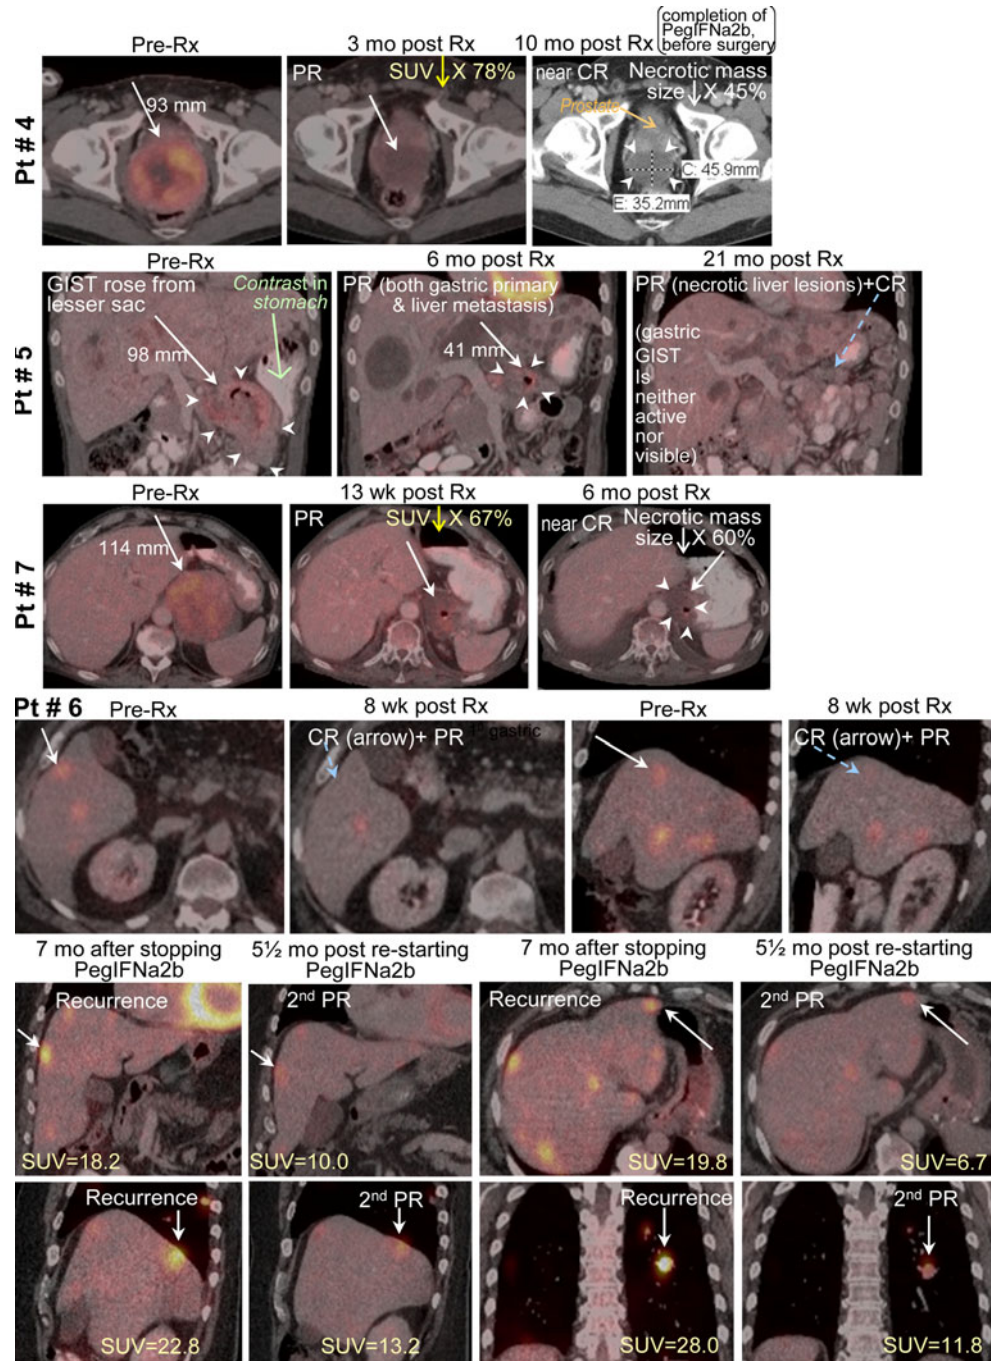 Pre-Rx
3 mo post Rx
10 mo post Rx
(completion of
PegIFNa2b,
before surgery)
Pt # 4
93 mm
PR
SUV ↓ X 78%
near CR
Necrotic mass
size ↓ X 45%
Prostate
C: 45.9mm
E: 35.2mm
Pre-Rx
6 mo post Rx
21 mo post Rx
Pt # 5
GIST rose from
lesser sac
Contrast in
stomach
98 mm
PR (both gastric primary
& liver metastasis)
41 mm
PR (necrotic liver lesions)+CR
(gastric
GIST
Is
neither
active
nor
visible)
Pre-Rx
13 wk post Rx
6 mo post Rx
Pt # 7
114 mm
PR
SUV ↓ X 67%
near CR
Necrotic mass
size ↓ X 60%
Pt # 6
Pre-Rx
8 wk post Rx
Pre-Rx
8 wk post Rx
CR (arrow)+ PR
gastric
CR (arrow)+ PR
7 mo after stopping
PegIFNa2b
5½ mo post re-starting
PegIFNa2b
7 mo after stopping
PegIFNa2b
5½ mo post re-starting
PegIFNa2b
Recurrence
SUV=18.2
2nd PR
SUV=10.0
Recurrence
SUV=19.8
2nd PR
SUV=6.7
Recurrence
SUV=22.8
2nd PR
SUV=13.2
Recurrence
SUV=28.0
2nd PR
SUV=11.8